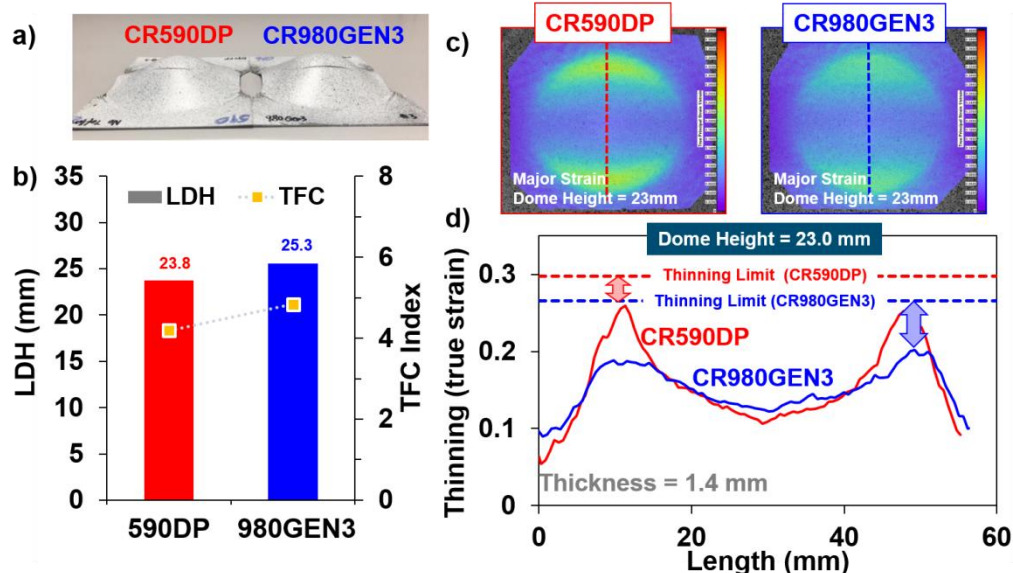 a)
CR590DP CR980GEN3
590
980GEN3
b)
35
30
25
20
15
10
5
0
LDH (mm)
LDH TFC
23.8
25.3
8
6
4
2
0
TFC Index
590DP 980GEN3
c)
CR590DP
Major Strain
Dome Height = 23mm
CR980GEN3
Major Strain
Dome Height = 23mm
d)
Dome Height = 23.0 mm
0.3
0.2
0.1
0
Thinning (true strain)
Thinning Limit (CR590DP)
Thinning Limit (CR980GEN3)
CR590DP
CR980GEN3
Thickness = 1.4 mm
0 20 40 60
Length (mm)